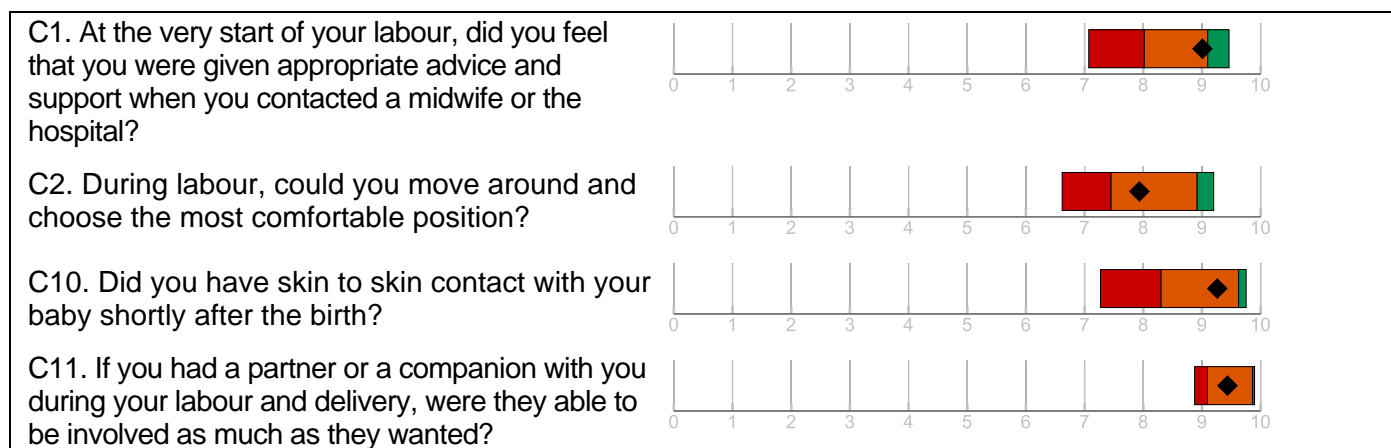 C1. At the very start of your labour, did you feel
that you were given appropriate advice and
support when you contacted a midwife or the
hospital?
0 1 2 3 4 5 6 7 8 9 10
C2. During labour, could you move around and
choose the most comfortable position?
0 1 2 3 4 5 6 7 8 9 10
C10. Did you have skin to skin contact with your
baby shortly after the birth?
0 1 2 3 4 5 6 7 8 9 10
C11. If you had a partner or a companion with you
during your labour and delivery, were they able to
be involved as much as they wanted?
0 1 2 3 4 5 6 7 8 9 10